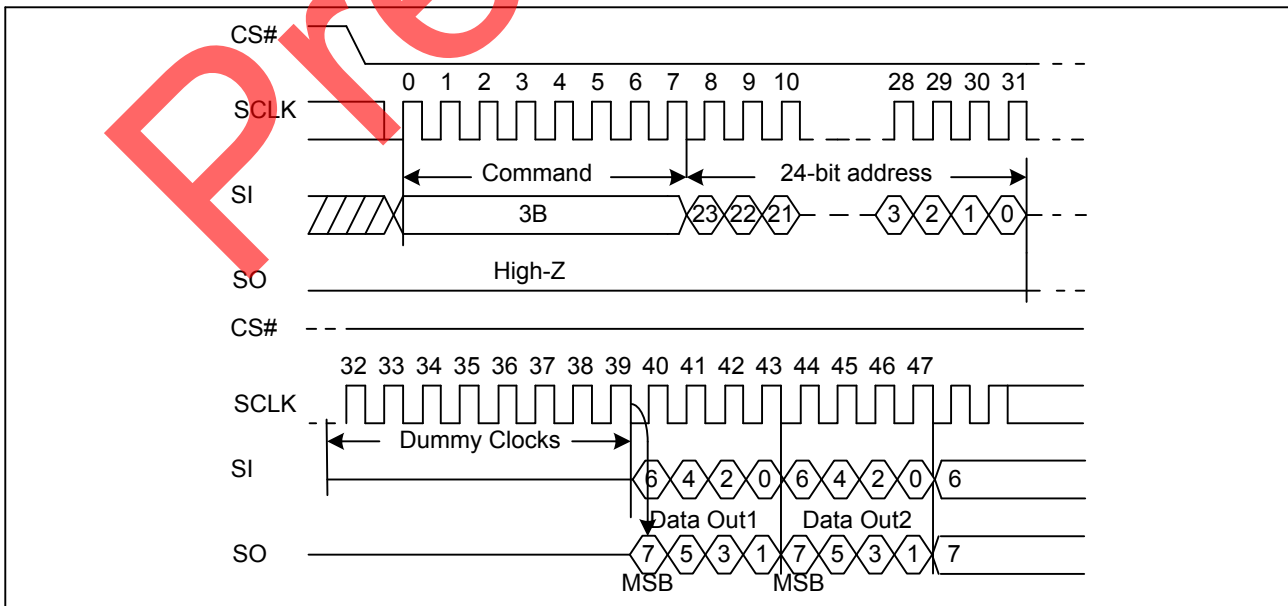 Pre
CS#
0 1 2 3 4 5 6 7 8 9 10 28 29 30 31
SCLK
Command 24-bit address
SI
3B 23 22 21 3 2 1 0
High-Z
SO
CS#
32 33 34 35 36 37 38 39 40 41 42 43 44 45 46 47
SCLK
Dummy Clocks
SI
6 4 2 0 6 4 2 0 6
Data Out1 Data Out2
SO
7 5 3 1 7 5 3 1 7
MSB MSB